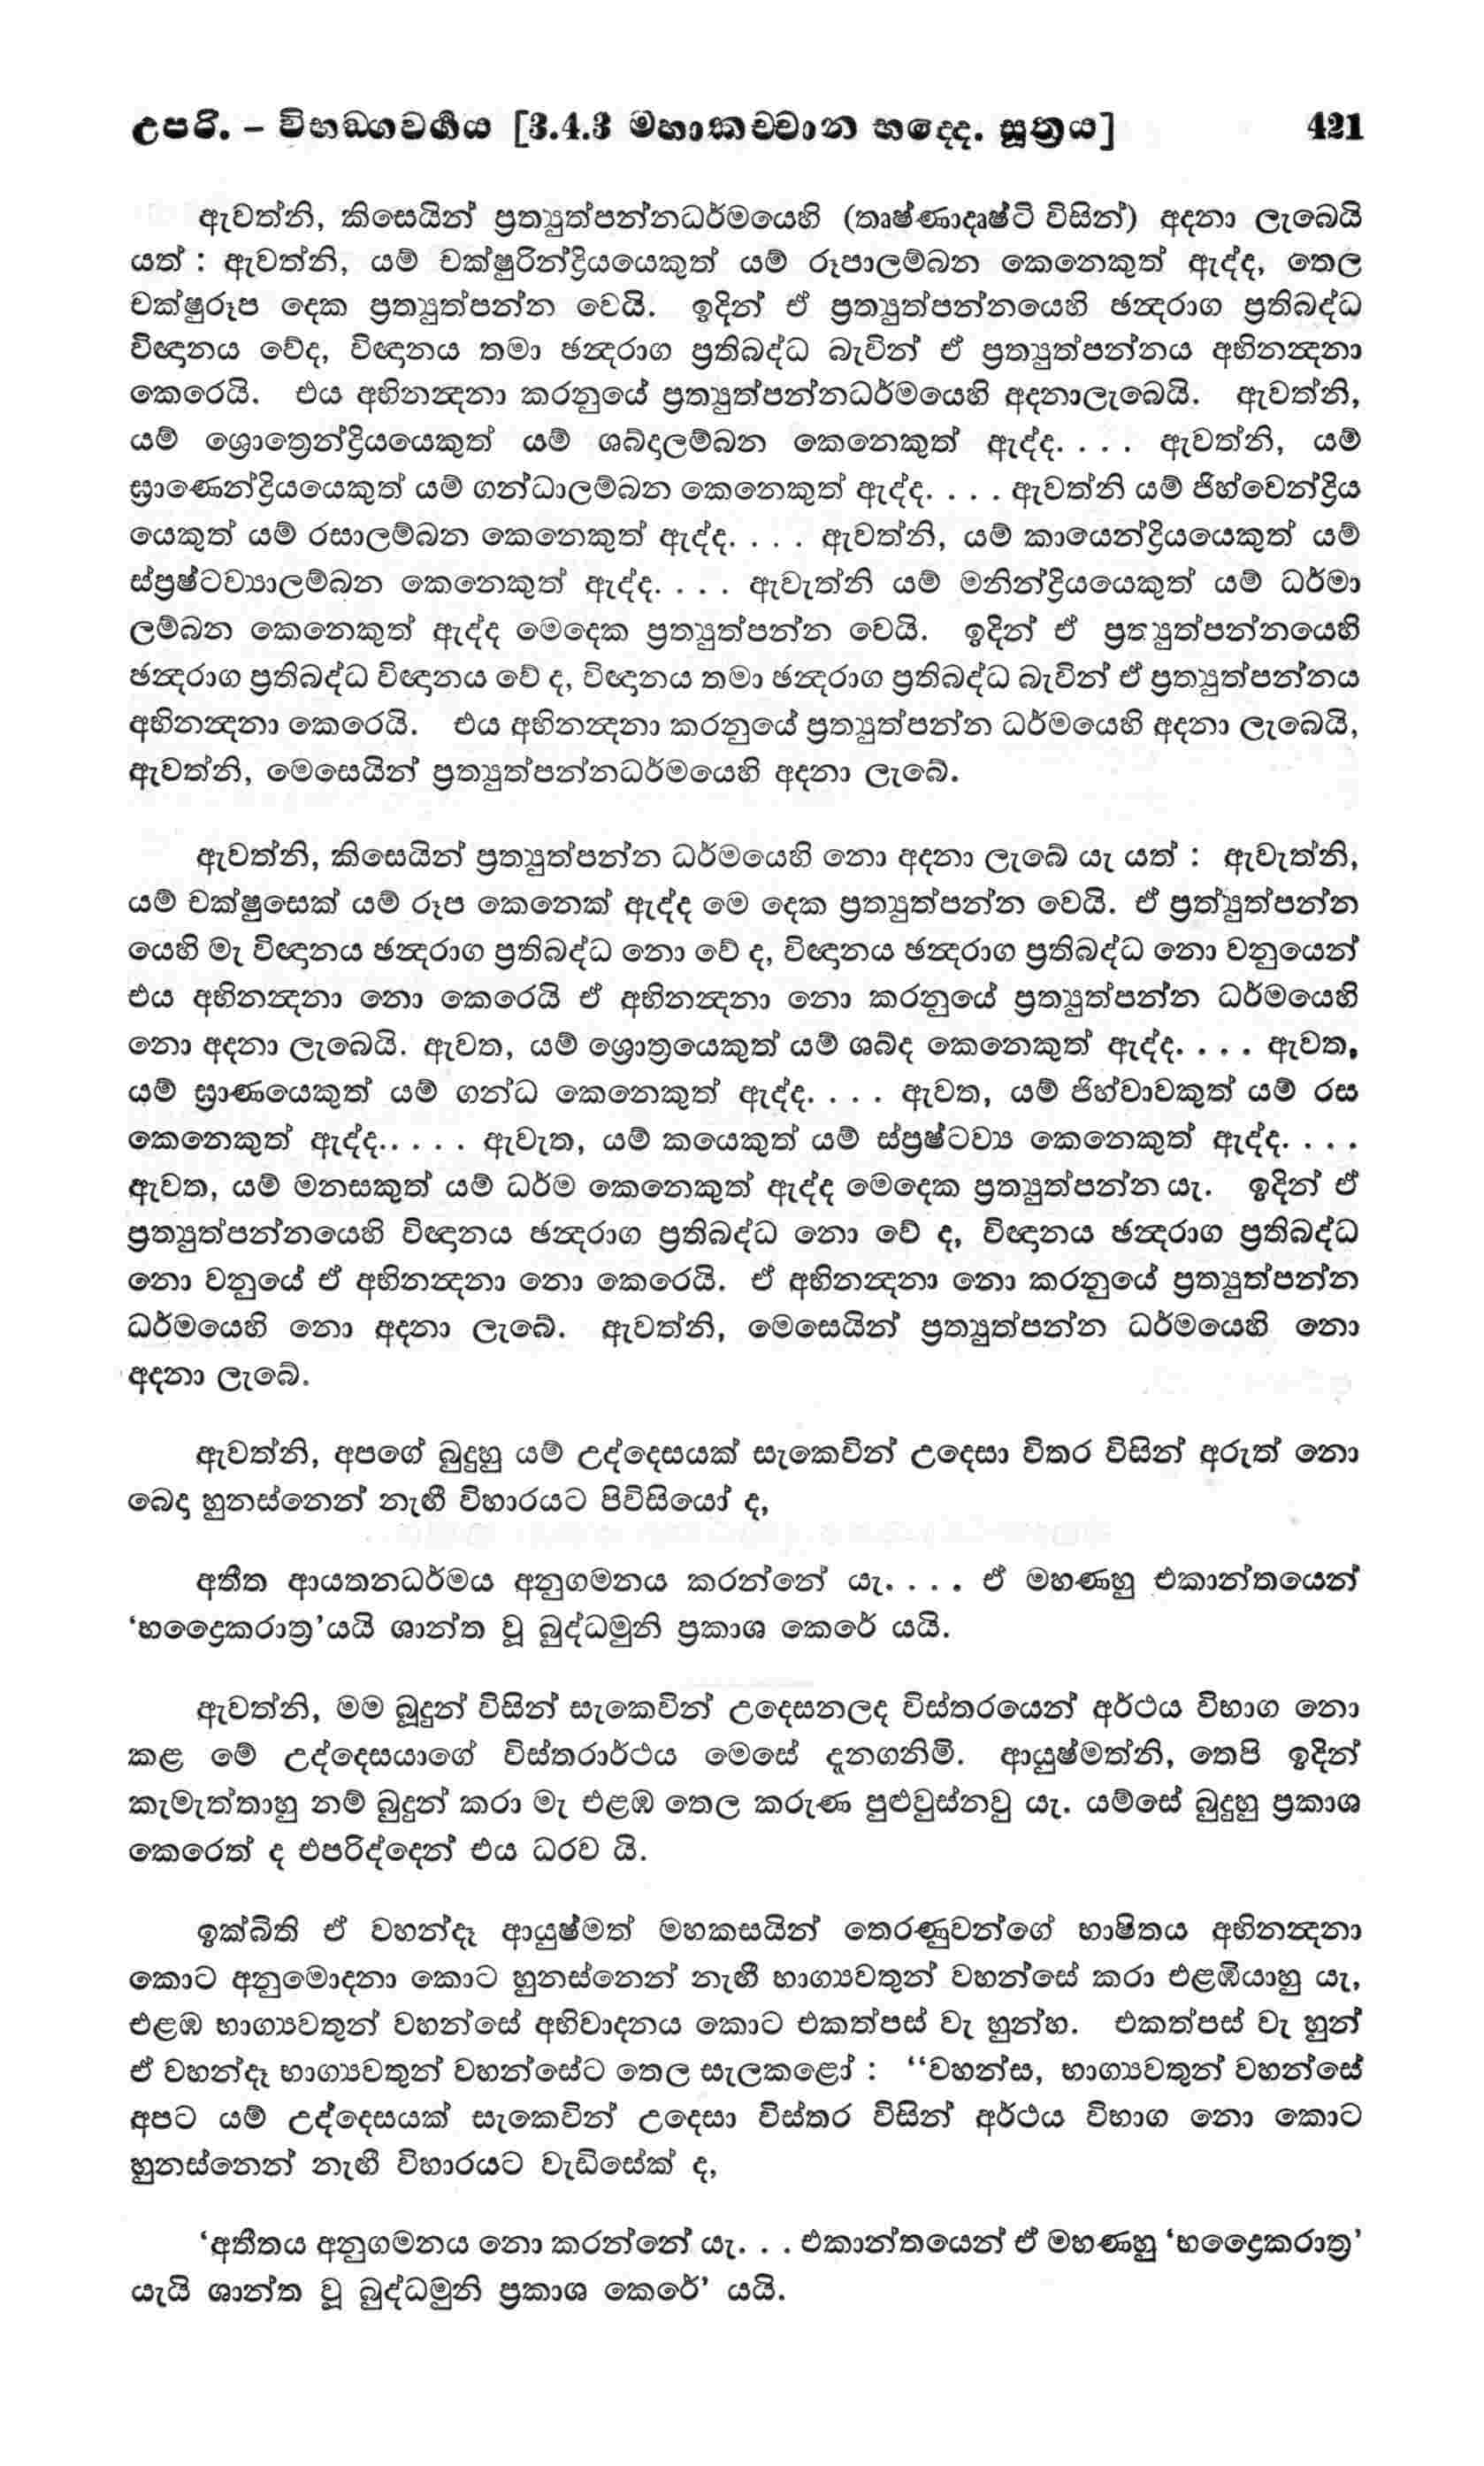 උපරි. – විභඞ්ගවර්‍ගය [3.4.3 මහාකච්චාන භද්දෙ. සූත්‍රය] 421
ඇවත්නි, කිසෙයින් ප්‍රත්‍යුත්පන්නධර්මයෙහි (තෘෂ්ණාදෘෂ්ටි විසින්) අදනා ලැබෙයි
යත් : ඇවත්නි, යම් චක්ෂුරින්ද්‍රියයෙකුත් යම් රූපාලම්බන කෙනෙකුත් ඇද්ද, තෙල
චක්ෂුරූප දෙක ප්‍රත්‍යුත්පන්න වෙයි. ඉදින් ඒ ප්‍රත්‍යුත්පන්නයෙහි ඡන්‍දරාග ප්‍රතිබද්ධ
විඥානය වේද, විඥානය තමා ඡන්‍දරාග ප්‍රතිබද්ධ බැවින් ඒ ප්‍රත්‍යුත්පන්නය අභිනන්‍දනා
කෙරෙයි. එය අභිනන්‍දනා කරනුයේ ප්‍රත්‍යුත්පන්නධර්මයෙහි අදනාලැබෙයි. ඇවත්නි,
යම් ශ්‍රොත්‍රෙන්ද්‍රියයෙකුත් යම් ශබ්දාලම්බන කෙනෙකුත් ඇද්ද. . . . ඇවත්නි, යම්
ඝ්‍රාණෙන්ද්‍රියයෙකුත් යම් ගන්ධාලම්බන කෙනෙකුත් ඇද්ද. . . . ඇවත්නි යම් ජිහ්වෙන්ද්‍රිය
යෙකුත් යම් රසාලම්බන කෙනෙකුත් ඇද්ද. . . . ඇවත්නි, යම් කායෙන්ද්‍රියයෙකුත් යම්
ස්ප්‍රෂ්ටව්‍යාලම්බන කෙනෙකුත් ඇද්ද. . . . ඇවැත්නි යම් මනින්ද්‍රියයෙකුත් යම් ධර්මා
ලම්බන කෙනෙකුත් ඇද්ද මෙදෙක ප්‍රත්‍යුත්පන්න වෙයි. ඉදින් ඒ ප්‍රත්‍යුත්පන්නයෙහි
ඡන්‍දරාග ප්‍රතිබද්ධ විඥානය වේ ද, විඥානය තමා ඡන්‍දරාග ප්‍රතිබද්ධ බැවින් ඒ ප්‍රත්‍යුත්පන්නය
අභිනන්‍දනා කෙරෙයි. එය අභිනන්‍දනා කරනුයේ ප්‍රත්‍යුත්පන්න ධර්මයෙහි අදනා ලැබෙයි,
ඇවත්නි, මෙසෙයින් ප්‍රත්‍යුත්පන්නධර්මයෙහි අදනා ලැබේ.
ඇවත්නි, කිසෙයින් ප්‍රත්‍යුත්පන්න ධර්මයෙහි නො අදනා ලැබේ යැ යත් : ඇවැත්නි,
යම් චක්ෂුසෙක් යම් රූප කෙනෙක් ඇද්ද මෙ දෙක ප්‍රත්‍යුත්පන්න වෙයි. ඒ ප්‍රත්‍යුත්පන්න
යෙහි මැ විඥානය ඡන්‍දරාග ප්‍රතිබද්ධ නො වේ ද, විඥානය ඡන්‍දරාග ප්‍රතිබද්ධ නො වනුයෙන්
එය අභිනන්‍දනා නො කෙරෙයි ඒ අභිනන්‍දනා නො කරනුයේ ප්‍රත්‍යුත්පන්න ධර්මයෙහි
නො අදනා ලැබෙයි. ඇවත, යම් ශ්‍රොත්‍රයෙකුත් යම් ශබ්ද කෙනෙකුත් ඇද්ද. . . . ඇවත,
යම් ඝ්‍රාණයෙකුත් යම් ගන්ධ කෙනෙකුත් ඇද්ද. . . . ඇවත, යම් ජිහ්වාවකුත් යම් රස
කෙනෙකුත් ඇද්ද.. . . . ඇවැත, යම් කයෙකුත් යම් ස්ප්‍රෂ්ටව්‍ය කෙනෙකුත් ඇද්ද. . . .
ඇවත, යම් මනසකුත් යම් ධර්ම කෙනෙකුත් ඇද්ද මෙදෙක ප්‍රත්‍යුත්පන්න යැ. ඉදින් ඒ
ප්‍රත්‍යුත්පන්නයෙහි විඥානය ඡන්‍දරාග ප්‍රතිබද්ධ නො වේ ද, විඥානය ඡන්‍දරාග ප්‍රතිබද්ධ
නො වනුයේ ඒ අභිනන්‍දනා නො කෙරෙයි. ඒ අභිනන්‍දනා නො කරනුයේ ප්‍රත්‍යුත්පන්න
ධර්මයෙහි නො අදනා ලැබේ. ඇවත්නි, මෙසෙයින් ප්‍රත්‍යුත්පන්න ධර්මයෙහි නො
අදනා ලැබේ.
ඇවත්නි, අපගේ බුදුහු යම් උද්දෙසයක් සැකෙවින් උදෙසා විතර විසින් අරුත් නො
බෙදා හුනස්නෙන් නැඟී විහාරයට පිවිසියෝ ද,
අතීත ආයතනධර්මය අනුගමනය කරන්නේ යැ. . . . ඒ මහණහු එකාන්තයෙන්
‘භද්‍රෛකරාත්‍ර’යයි ශාන්ත වූ බුද්ධමුනි ප්‍රකාශ කෙරේ යයි.
ඇවත්නි, මම බුදුන් විසින් සැකෙවින් උදෙසනලද විස්තරයෙන් අර්ථය විභාග නො
කළ මේ උද්දෙසයාගේ විස්තරාර්ථය මෙසේ දැනගනිමි. ආයුෂ්මත්නි, තෙපි ඉදින්
කැමැත්තාහු නම් බුදුන් කරා මැ එළඹ තෙල කරුණ පුළුවුස්නවු යැ. යම්සේ බුදුහු ප්‍රකාශ
කෙරෙත් ද එපරිද්දෙන් එය ධරව යි.
ඉක්බිති ඒ වහන්දෑ ආයුෂ්මත් මහකසයින් තෙරණුවන්ගේ භාෂිතය අභිනන්‍දනා
කොට අනුමොදනා කොට හුනස්නෙන් නැඟී භාග්‍යවතුන් වහන්සේ කරා එළඹියාහු යැ,
එළඹ භාග්‍යවතුන් වහන්සේ අභිවාදනය කොට එකත්පස් වැ හුන්හ. එකත්පස් වැ හුන්
ඒ වහන්දෑ භාග්‍යවතුන් වහන්සේට තෙල සැලකළෝ : “වහන්ස, භාග්‍යවතුන් වහන්සේ
අපට යම් උද්දෙසයක් සැකෙවින් උදෙසා විස්තර විසින් අර්ථය විභාග නො කොට
හුනස්නෙන් නැඟී විහාරයට වැඩිසේක් ද,
‘අතීතය අනුගමනය නො කරන්නේ යැ. . . එකාන්තයෙන් ඒ මහණහු ‘භද්‍රෛකරාත්‍ර’
යැයි ශාන්ත වූ බුද්ධමුනි ප්‍රකාශ කෙරේ’ යයි.